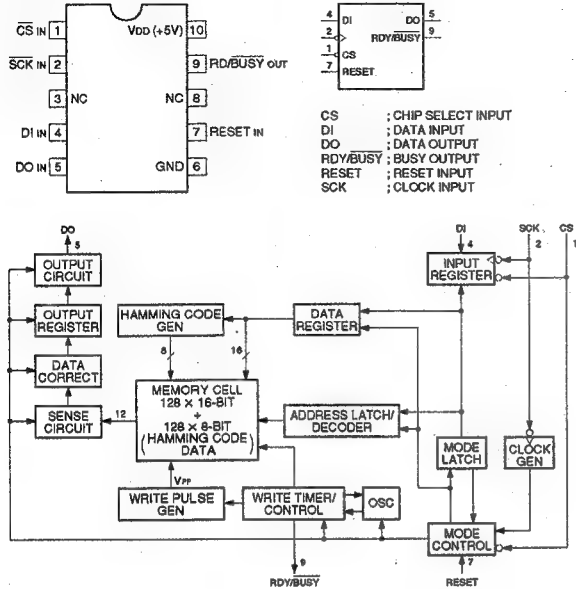 CS IN 1
VDD (+5V) 10
SCK IN 2
9 RD/BUSY OUT
3 NC
NC 8
DI IN 4
7 RESET IN
DO IN 5
GND 6
4 DI
DO 5
2
RDY/BUSY 9
1 CS
7 RESET
CS ; CHIP SELECT INPUT
DI ; DATA INPUT
DO ; DATA OUTPUT
RDY/BUSY ; BUSY OUTPUT
RESET ; RESET INPUT
SCK ; CLOCK INPUT
DO
5
DI
4
SCK
2
CS
1
OUTPUT
CIRCUIT
INPUT
REGISTER
OUTPUT
REGISTER
HAMMING CODE
GEN
DATA
REGISTER
8
16
DATA
CORRECT
MEMORY CELL
128 × 16-BIT
+
128 × 8-BIT
(HAMMING CODE
DATA)
SENSE
CIRCUIT
12
ADDRESS LATCH/
DECODER
MODE
LATCH
CLOCK
GEN
VPP
WRITE PULSE
GEN
WRITE TIMER/
CONTROL
OSC
MODE
CONTROL
9
RDY/BUSY
7
RESET